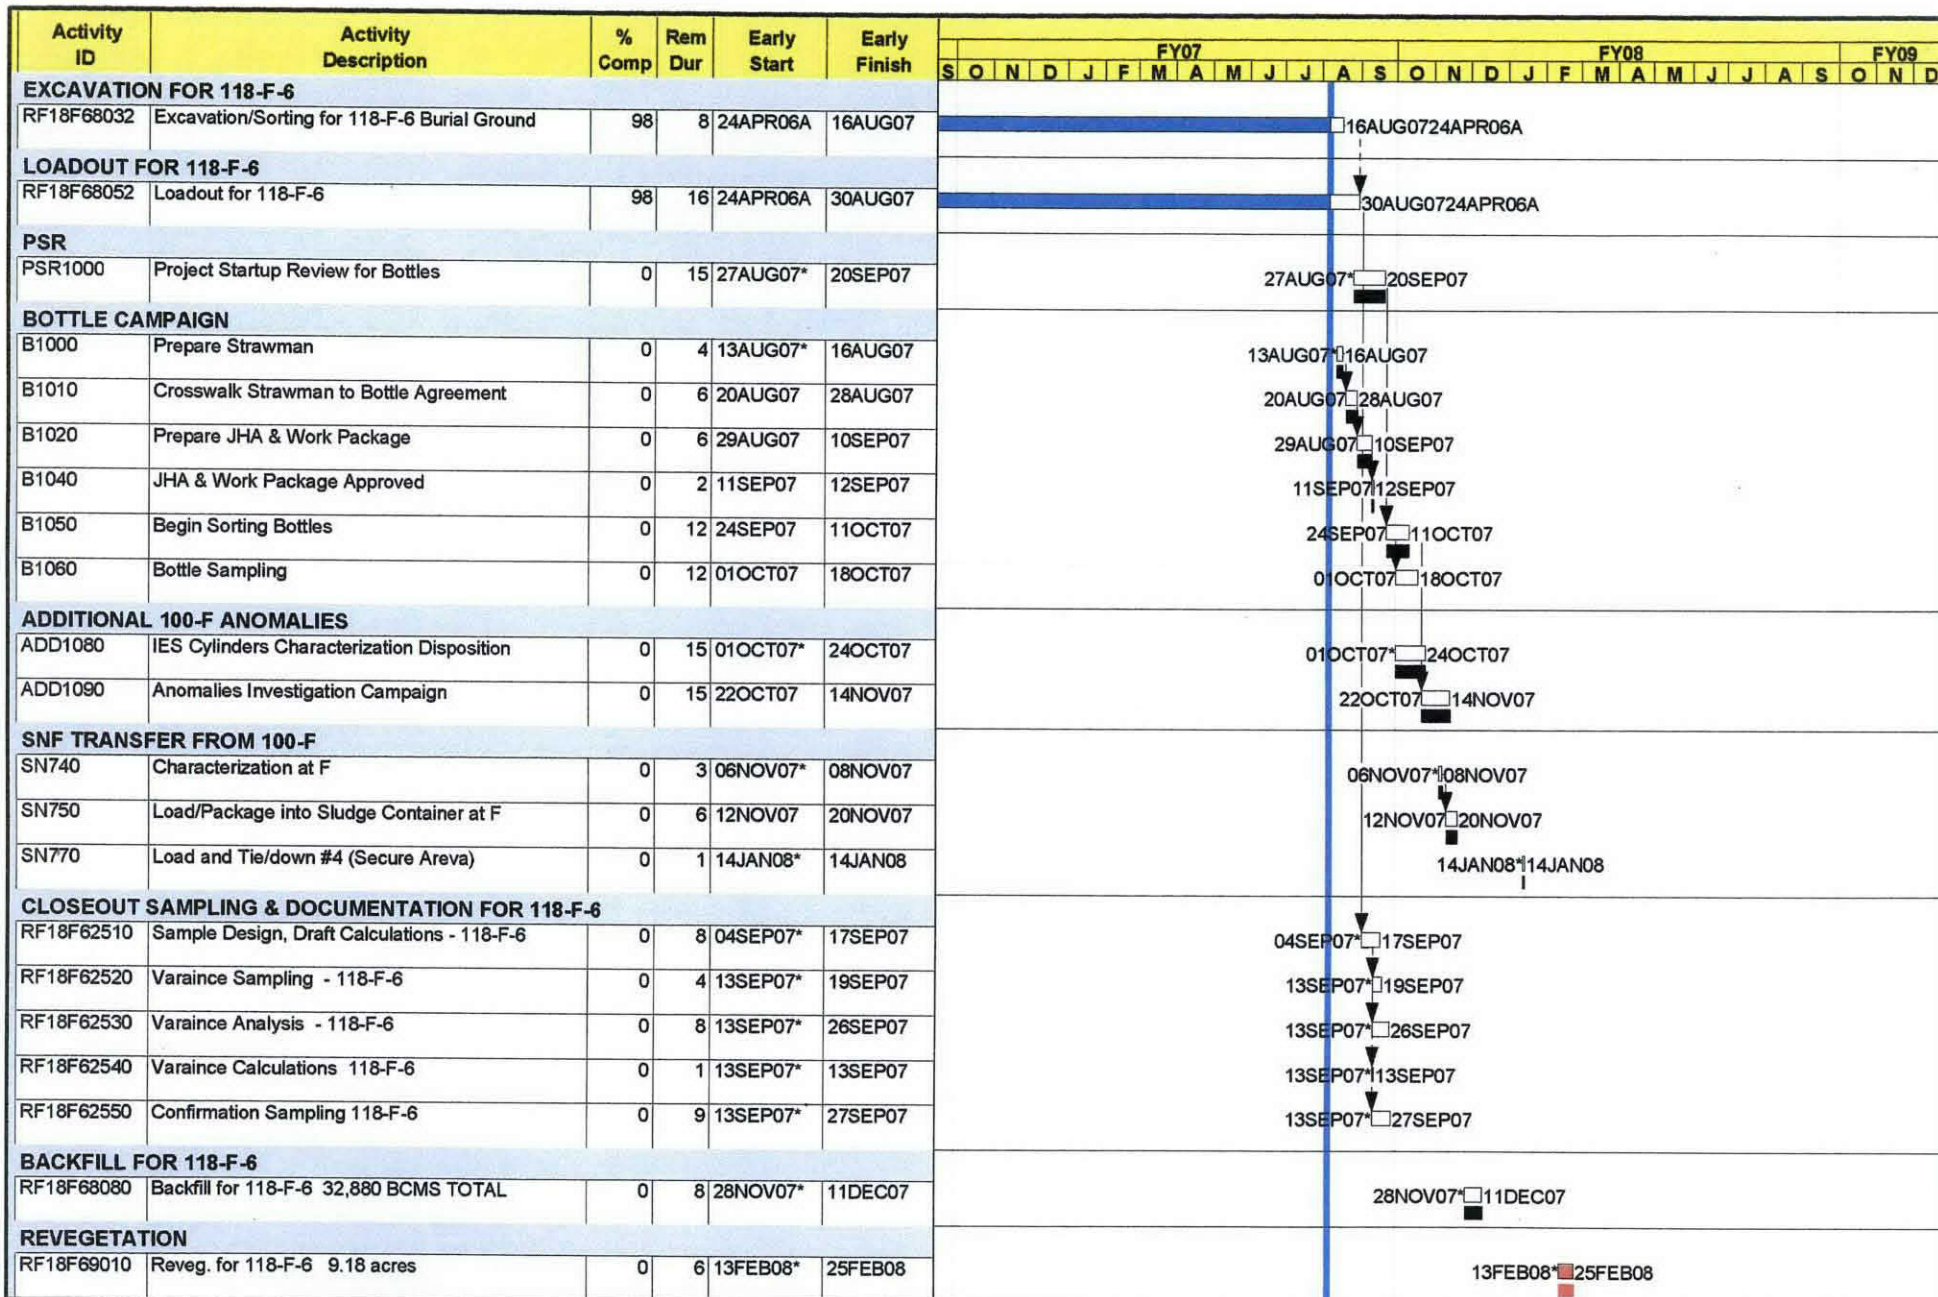 Activity ID Activity Description % Comp Rem Dur Early Start Early Finish
FY07 FY08 FY09
S O N D J F M A M J J A S O N D J F M A M J J A S O N D
EXCAVATION FOR 118-F-6
RF18F68032 Excavation/Sorting for 118-F-6 Burial Ground 98 8 24APR06A 16AUG07 16AUG0724APR06A
LOADOUT FOR 118-F-6
RF18F68052 Loadout for 118-F-6 98 16 24APR06A 30AUG07 30AUG0724APR06A
PSR
PSR1000 Project Startup Review for Bottles 0 15 27AUG07* 20SEP07 27AUG07* 20SEP07
BOTTLE CAMPAIGN
B1000 Prepare Strawman 0 4 13AUG07* 16AUG07 13AUG07* 16AUG07
B1010 Crosswalk Strawman to Bottle Agreement 0 6 20AUG07 28AUG07 20AUG07 28AUG07
B1020 Prepare JHA & Work Package 0 6 29AUG07 10SEP07 29AUG07 10SEP07
B1040 JHA & Work Package Approved 0 2 11SEP07 12SEP07 11SEP07 12SEP07
B1050 Begin Sorting Bottles 0 12 24SEP07 11OCT07 24SEP07 11OCT07
B1060 Bottle Sampling 0 12 01OCT07 18OCT07 01OCT07 18OCT07
ADDITIONAL 100-F ANOMALIES
ADD1080 IES Cylinders Characterization Disposition 0 15 01OCT07* 24OCT07 01OCT07* 24OCT07
ADD1090 Anomalies Investigation Campaign 0 15 22OCT07 14NOV07 22OCT07 14NOV07
SNF TRANSFER FROM 100-F
SN740 Characterization at F 0 3 06NOV07* 08NOV07 06NOV07* 08NOV07
SN750 Load/Package into Sludge Container at F 0 6 12NOV07 20NOV07 12NOV07 20NOV07
SN770 Load and Tie/down #4 (Secure Areva) 0 1 14JAN08* 14JAN08 14JAN08* 14JAN08
CLOSEOUT SAMPLING & DOCUMENTATION FOR 118-F-6
RF18F62510 Sample Design, Draft Calculations - 118-F-6 0 8 04SEP07* 17SEP07 04SEP07* 17SEP07
RF18F62520 Varaince Sampling - 118-F-6 0 4 13SEP07* 19SEP07 13SEP07* 19SEP07
RF18F62530 Varaince Analysis - 118-F-6 0 8 13SEP07* 26SEP07 13SEP07* 26SEP07
RF18F62540 Varaince Calculations 118-F-6 0 1 13SEP07* 13SEP07 13SEP07* 13SEP07
RF18F62550 Confirmation Sampling 118-F-6 0 9 13SEP07* 27SEP07 13SEP07* 27SEP07
BACKFILL FOR 118-F-6
RF18F68080 Backfill for 118-F-6 32,880 BCMS TOTAL 0 8 28NOV07* 11DEC07 28NOV07* 11DEC07
REVEGETATION
RF18F69010 Reveg. for 118-F-6 9.18 acres 0 6 13FEB08* 25FEB08 13FEB08* 25FEB08